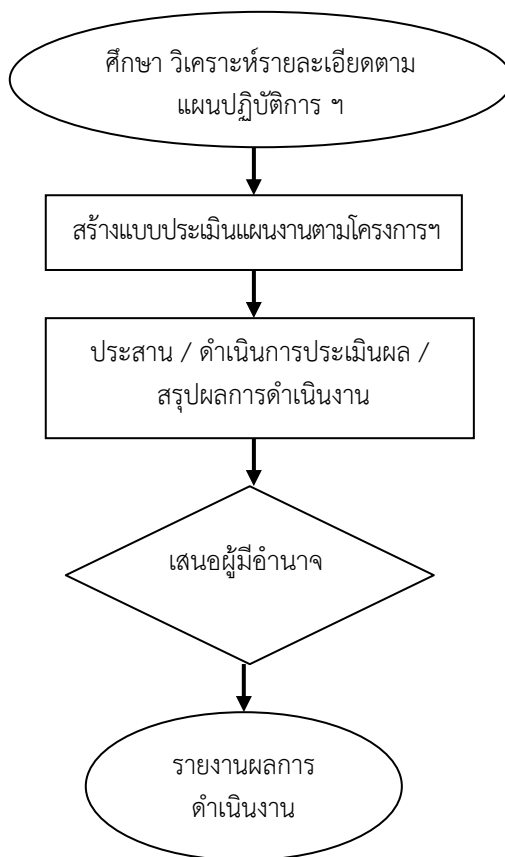 ศึกษา วิเคราะห์รายละเอียดตาม
แผนปฏิบัติการ ฯ
สร้างแบบประเมินแผนงานตามโครงการฯ
ประสาน / ดำเนินการประเมินผล /
สรุปผลการดำเนินงาน
เสนอผู้มีอำนาจ
รายงานผลการ
ดำเนินงาน